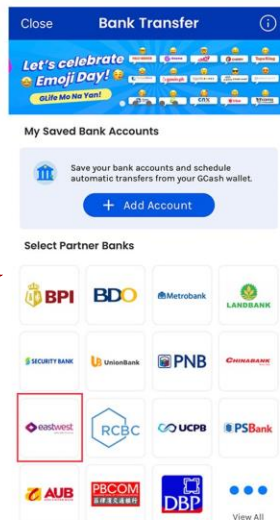 Close Bank Transfer
Let's celebrate
Emoji Day!
GLife Mo Na Yan!
My Saved Bank Accounts
Save your bank accounts and schedule
automatic transfers from your GCash wallet.
+ Add Account
Select Partner Banks
BPI BDO Metrobank LANDBANK
SECURITY BANK UnionBank PNB CHINABANK
eastwest RCBC UCPB PSBank
AUB PBCOM DBP View All